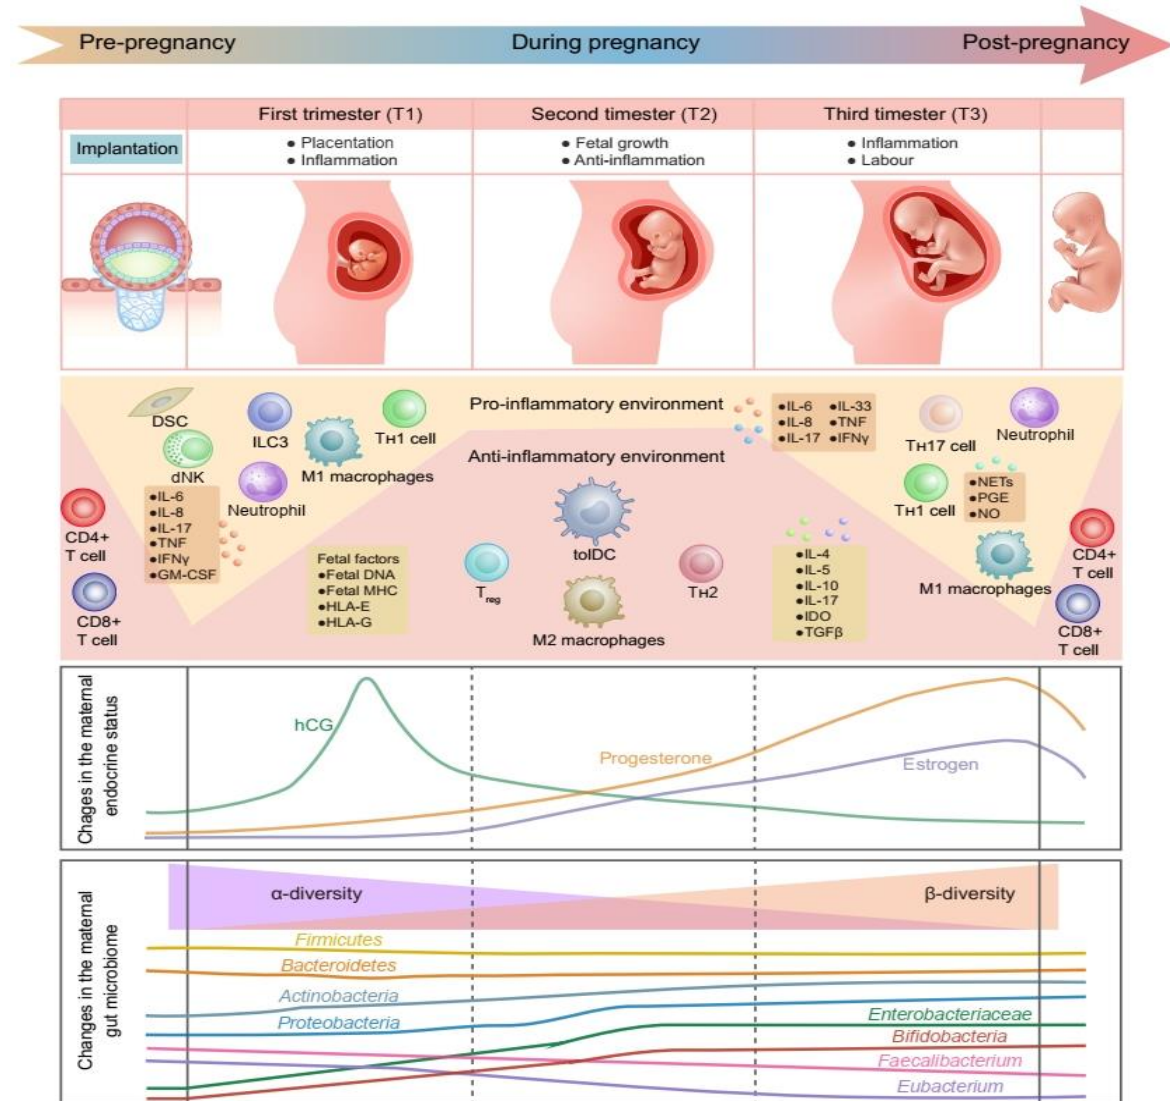 Pre-pregnancy
During pregnancy
Post-pregnancy
First trimester (T1)
Second timester (T2)
Third timester (T3)
Implantation
● Placentation
● Inflammation
● Fetal growth
● Anti-inflammation
● Inflammation
● Labour
DSC
dNK
ILC3
M1 macrophages
TH1 cell
Neutrophil
CD4+
T cell
CD8+
T cell
●IL-6
●IL-8
●IL-17
●TNF
●IFNγ
●GM-CSF
Pro-inflammatory environment
Anti-inflammatory environment
Fetal factors
●Fetal DNA
●Fetal MHC
●HLA-E
●HLA-G
Treg
tolDC
M2 macrophages
TH2
●IL-6 ●IL-33
●IL-8 ●TNF
●IL-17 ●IFNγ
●IL-4
●IL-5
●IL-10
●IL-17
●IDO
●TGFβ
TH17 cell
Neutrophil
TH1 cell
●NETs
●PGE
●NO
M1 macrophages
CD4+
T cell
CD8+
T cell
Chages in the maternal
endocrine status
hCG
Progesterone
Estrogen
Changes in the maternal
gut microbiome
α-diversity
β-diversity
Firmicutes
Bacteroidetes
Actinobacteria
Proteobacteria
Enterobacteriaceae
Bifidobacteria
Faecalibacterium
Eubacterium